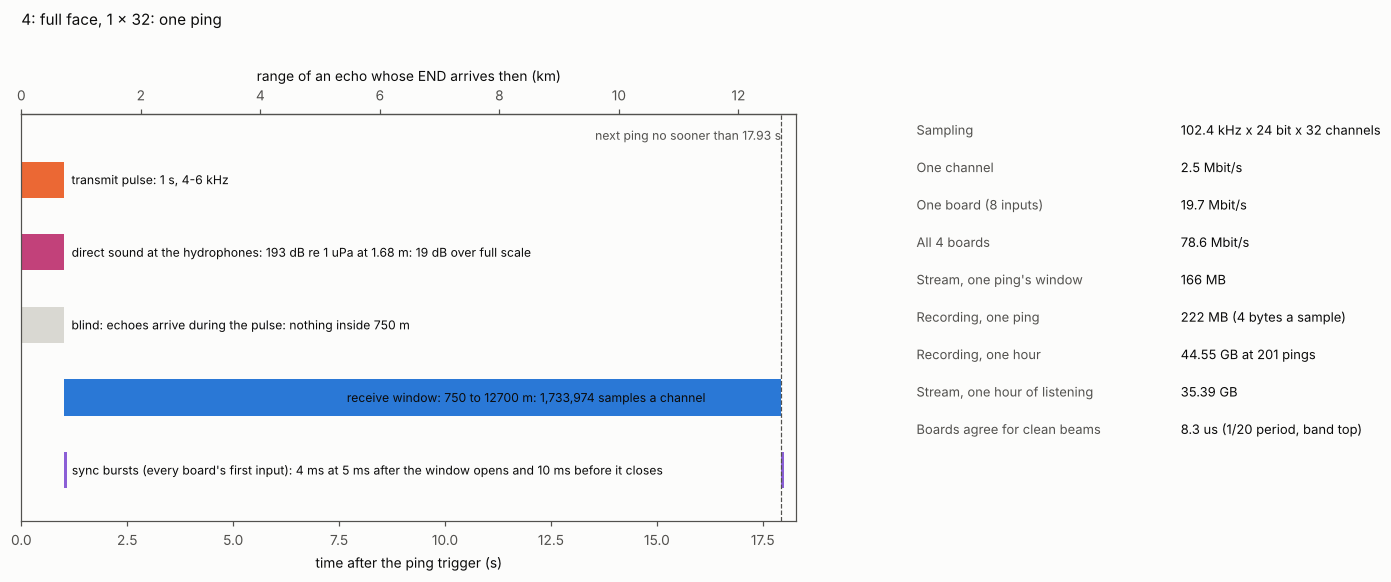 4: full face, 1 × 32: one ping
range of an echo whose END arrives then (km)
0 2 4 6 8 10 12
next ping no sooner than 17.93 s
transmit pulse: 1 s, 4-6 kHz
direct sound at the hydrophones: 193 dB re 1 uPa at 1.68 m: 19 dB over full scale
blind: echoes arrive during the pulse: nothing inside 750 m
receive window: 750 to 12700 m: 1,733,974 samples a channel
sync bursts (every board's first input): 4 ms at 5 ms after the window opens and 10 ms before it closes
0.0 2.5 5.0 7.5 10.0 12.5 15.0 17.5
time after the ping trigger (s)
Sampling 102.4 kHz x 24 bit x 32 channels
One channel 2.5 Mbit/s
One board (8 inputs) 19.7 Mbit/s
All 4 boards 78.6 Mbit/s
Stream, one ping's window 166 MB
Recording, one ping 222 MB (4 bytes a sample)
Recording, one hour 44.55 GB at 201 pings
Stream, one hour of listening 35.39 GB
Boards agree for clean beams 8.3 us (1/20 period, band top)